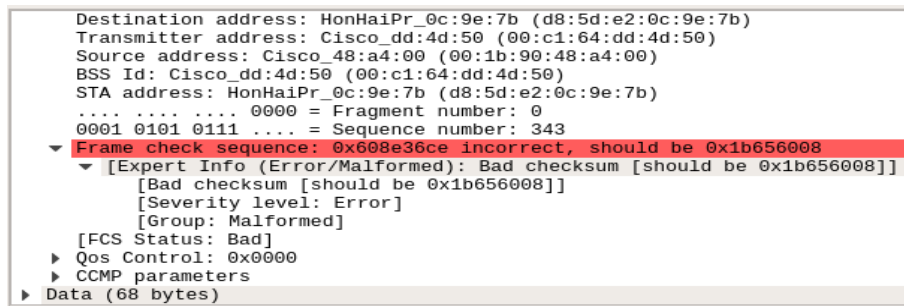 Destination address: HonHaiPr_0c:9e:7b (d8:5d:e2:0c:9e:7b)
Transmitter address: Cisco_dd:4d:50 (00:c1:64:dd:4d:50)
Source address: Cisco_48:a4:00 (00:1b:90:48:a4:00)
BSS Id: Cisco_dd:4d:50 (00:c1:64:dd:4d:50)
STA address: HonHaiPr_0c:9e:7b (d8:5d:e2:0c:9e:7b)
.... .... .... 0000 = Fragment number: 0
0001 0101 0111 .... = Sequence number: 343
Frame check sequence: 0x608e36ce incorrect, should be 0x1b656008
[Expert Info (Error/Malformed): Bad checksum [should be 0x1b656008]]
[Bad checksum [should be 0x1b656008]]
[Severity level: Error]
[Group: Malformed]
[FCS Status: Bad]
Qos Control: 0x0000
CCMP parameters
Data (68 bytes)